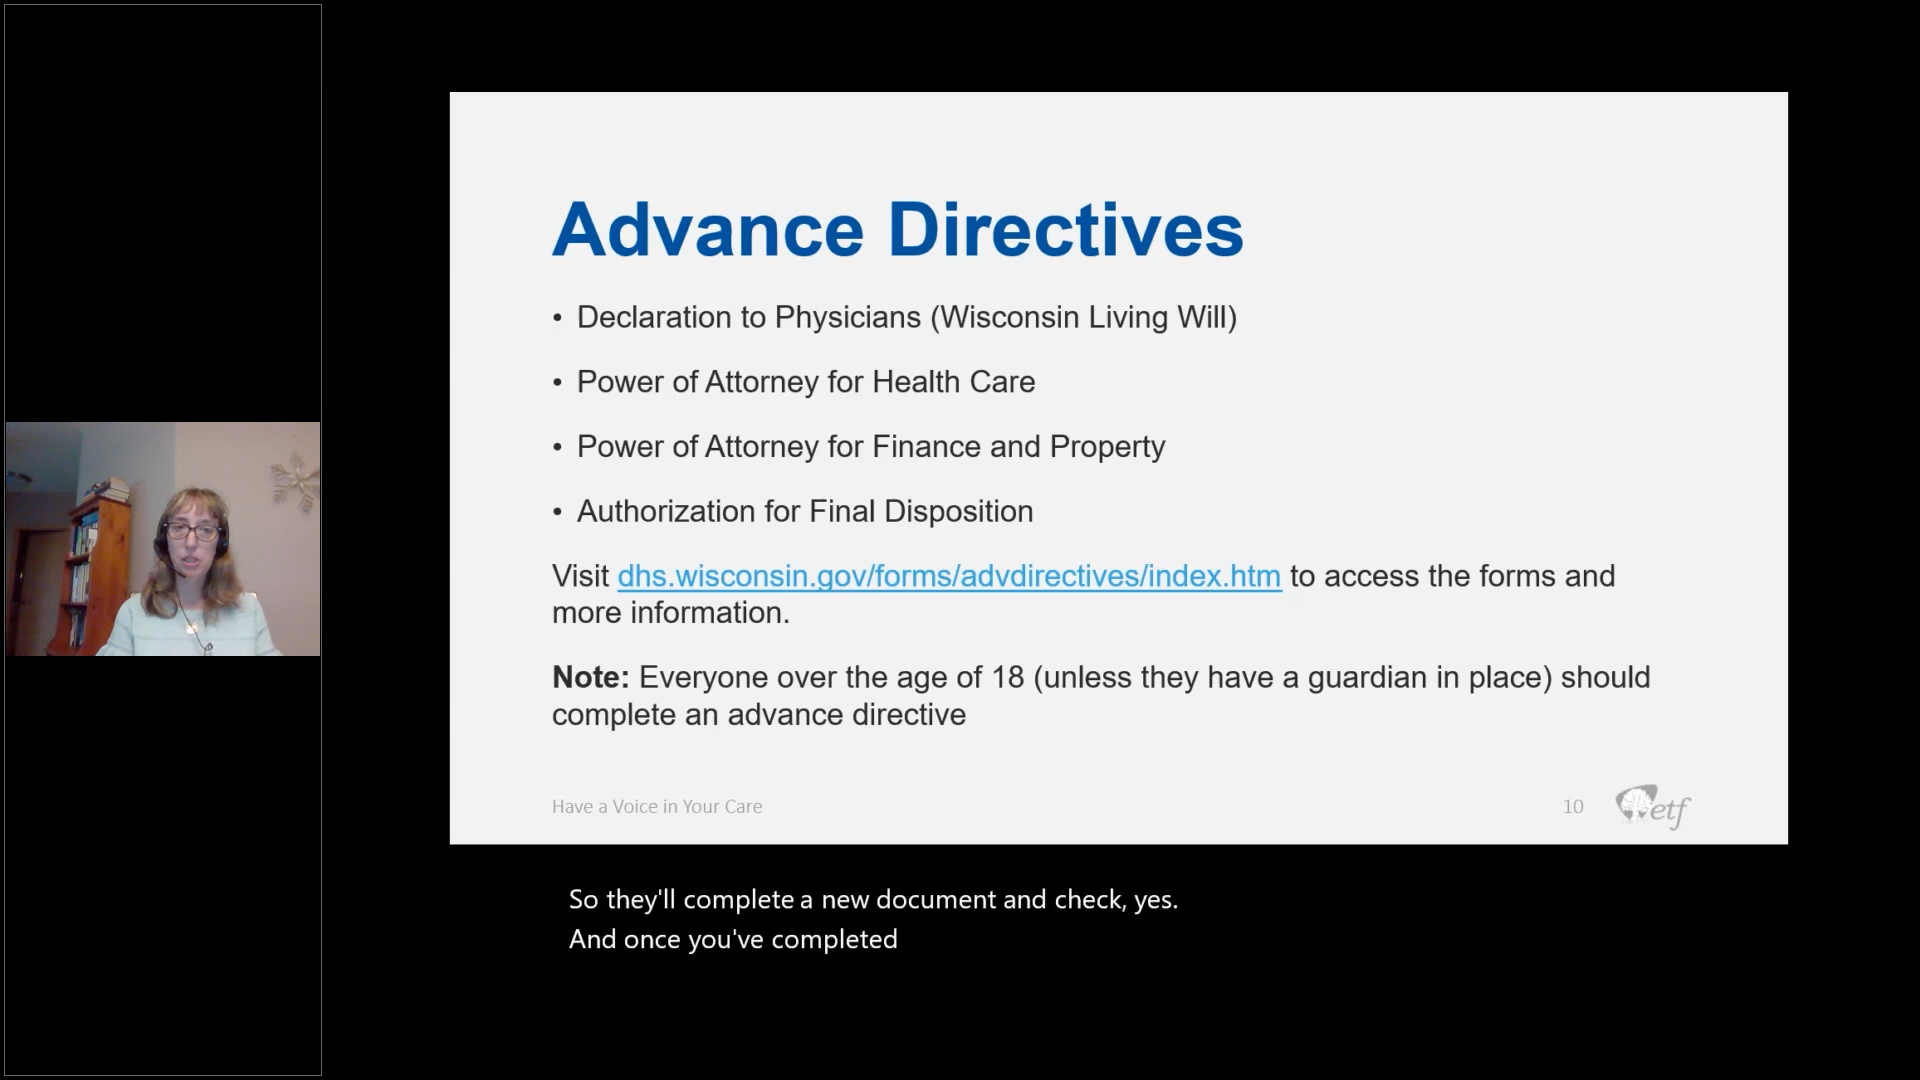 Advance Directives
• Declaration to Physicians (Wisconsin Living Will)
• Power of Attorney for Health Care
• Power of Attorney for Finance and Property
• Authorization for Final Disposition
Visit dhs.wisconsin.gov/forms/advdirectives/index.htm to access the forms and
more information.
Note: Everyone over the age of 18 (unless they have a guardian in place) should
complete an advance directive
Have a Voice in Your Care
10
etf
So they'll complete a new document and check, yes.
And once you've completed